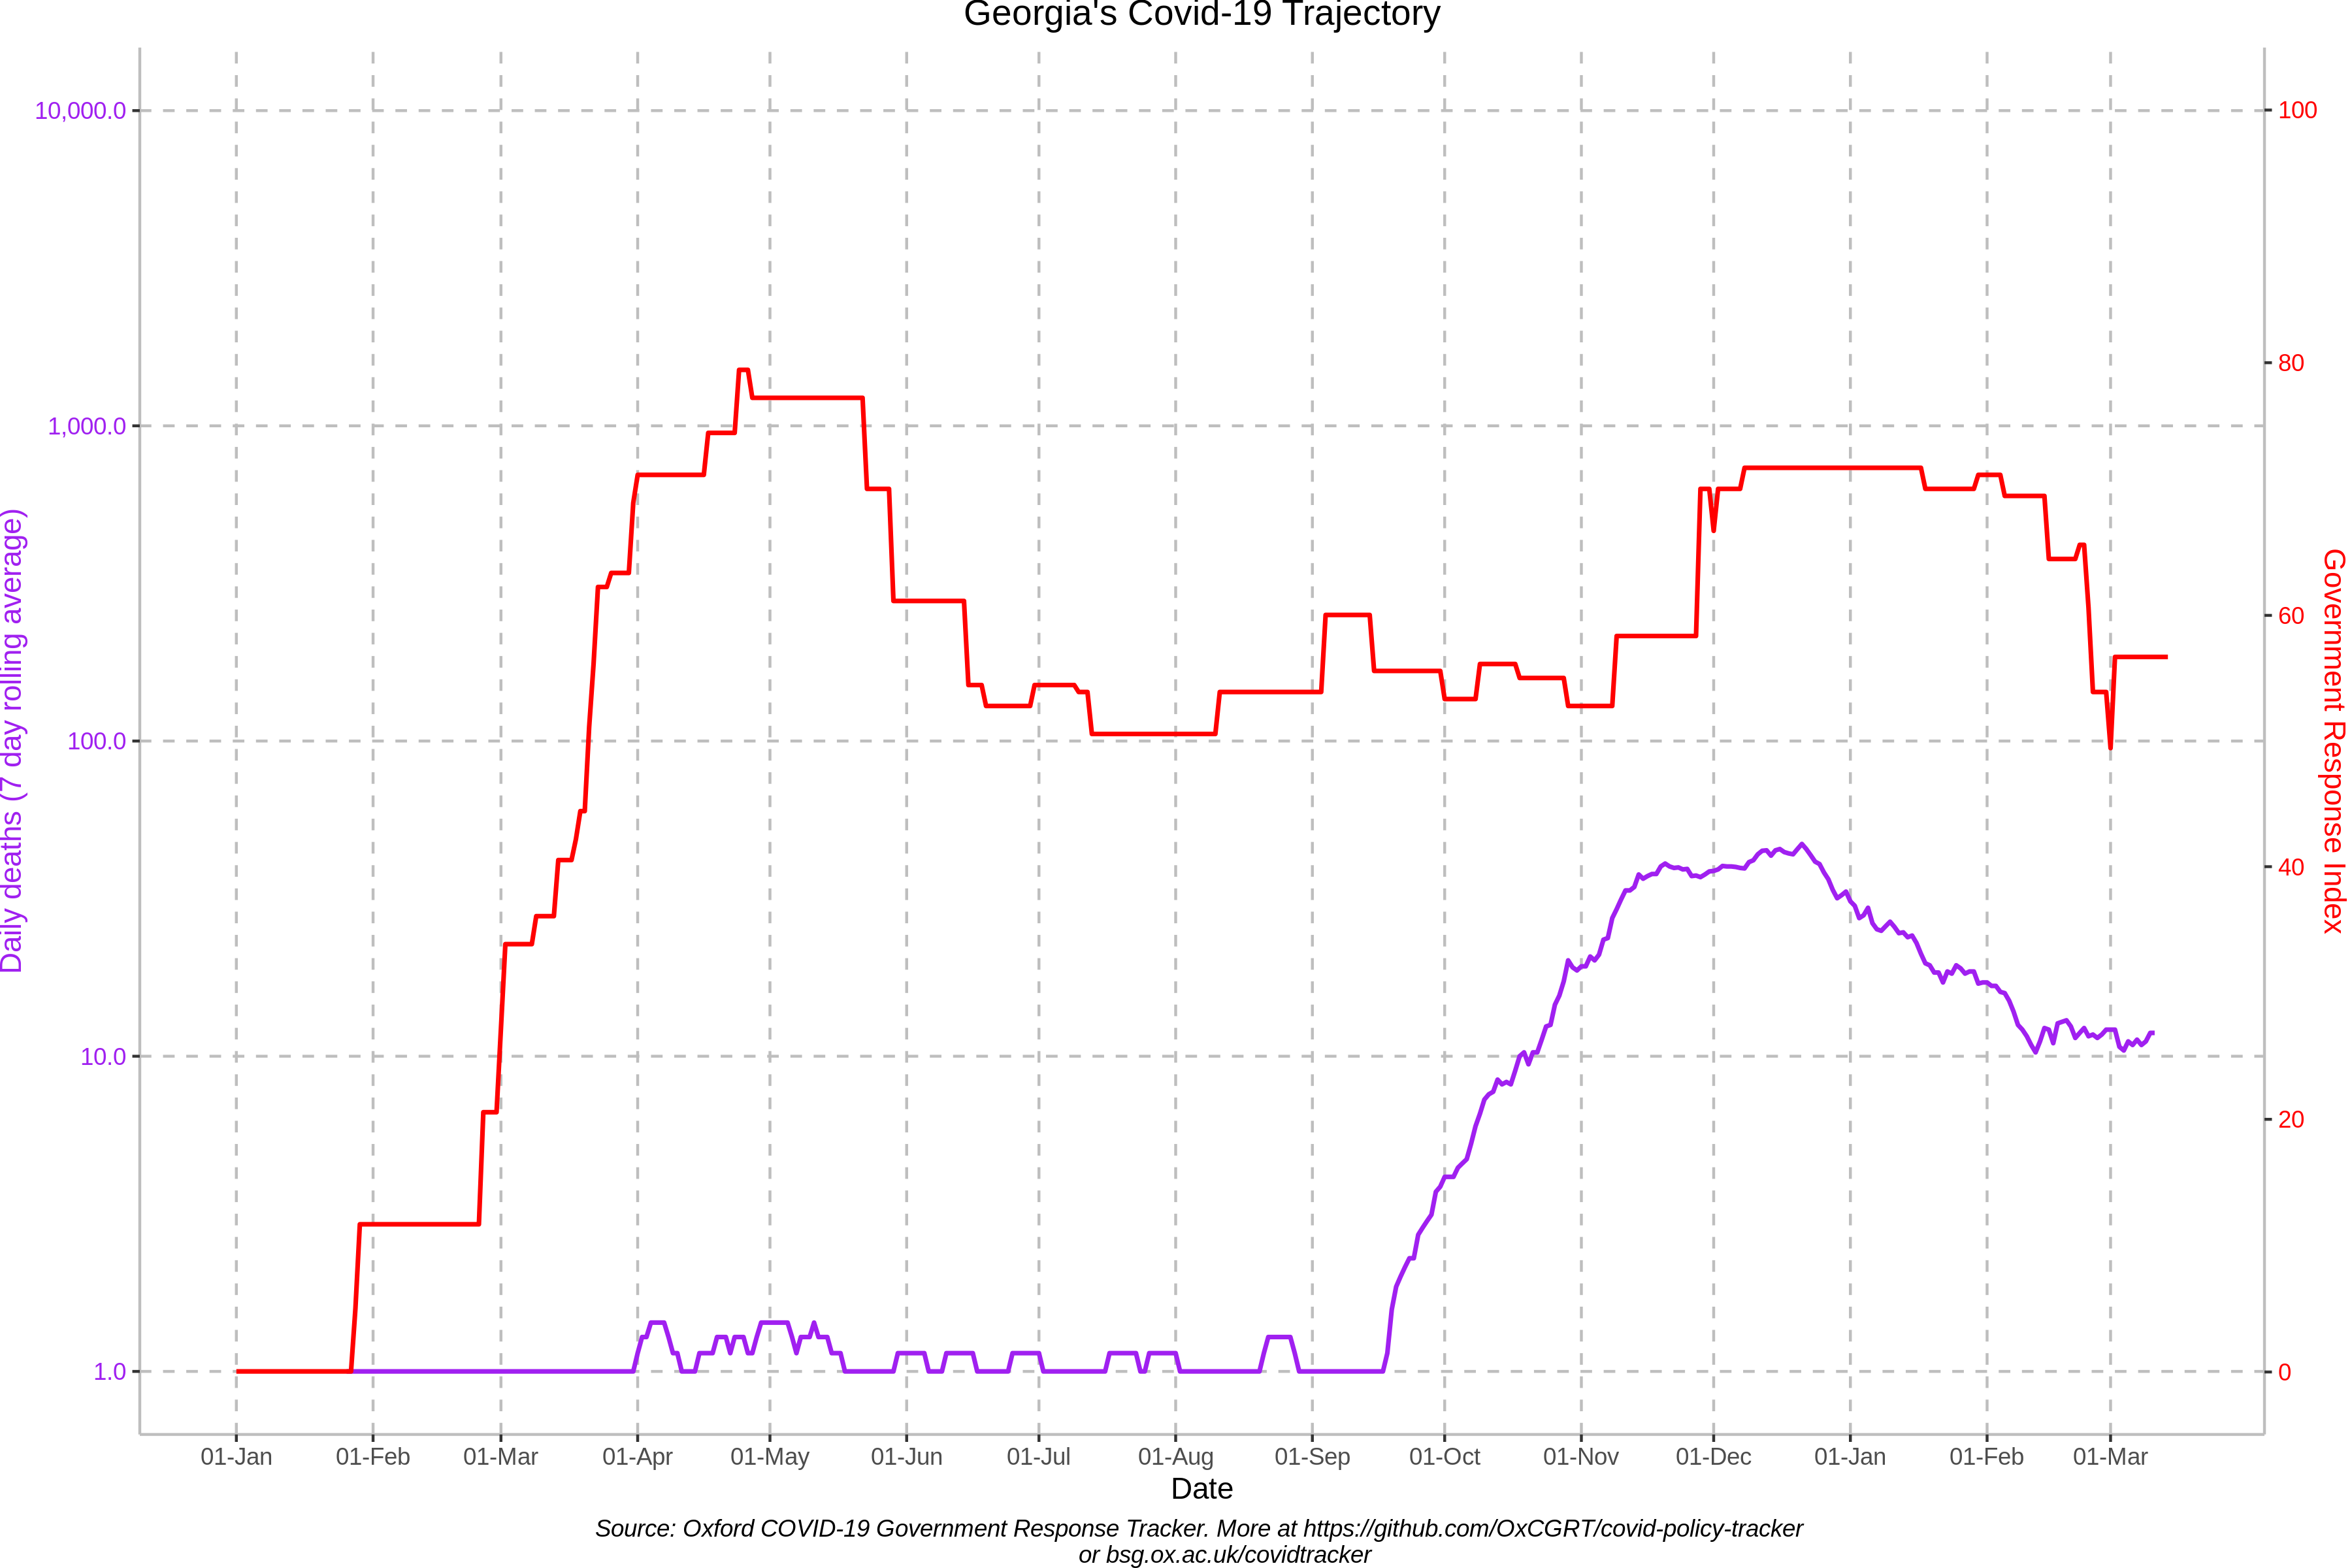 Georgia's Covid-19 Trajectory
10,000.0
1,000.0
100.0
10.0
1.0
Daily deaths (7 day rolling average)
100
80
60
40
20
0
Government Response Index
01-Jan 01-Feb 01-Mar 01-Apr 01-May 01-Jun 01-Jul 01-Aug 01-Sep 01-Oct 01-Nov 01-Dec 01-Jan 01-Feb 01-Mar
Date
Source: Oxford COVID-19 Government Response Tracker. More at https://github.com/OxCGRT/covid-policy-tracker
or bsg.ox.ac.uk/covidtracker